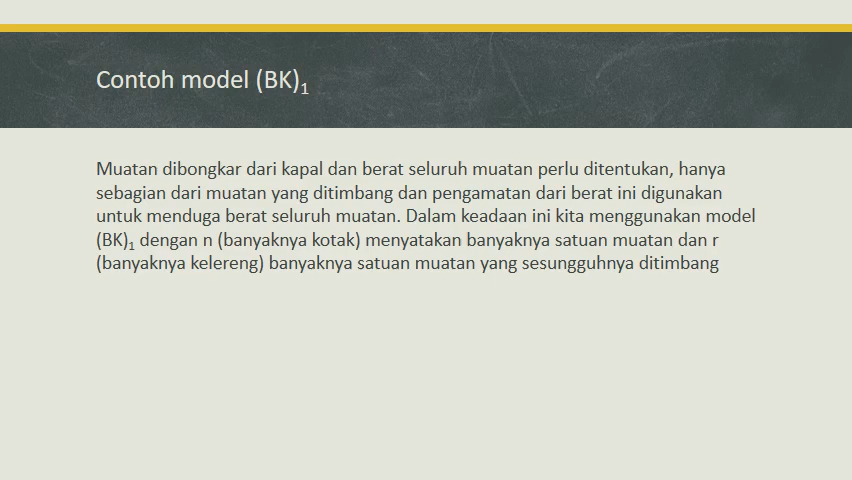 Contoh model (BK)₁
Muatan dibongkar dari kapal dan berat seluruh muatan perlu ditentukan, hanya
sebagian dari muatan yang ditimbang dan pengamatan dari berat ini digunakan
untuk menduga berat seluruh muatan. Dalam keadaan ini kita menggunakan model
(BK)₁ dengan n (banyaknya kotak) menyatakan banyaknya satuan muatan dan r
(banyaknya kelereng) banyaknya satuan muatan yang sesungguhnya ditimbang